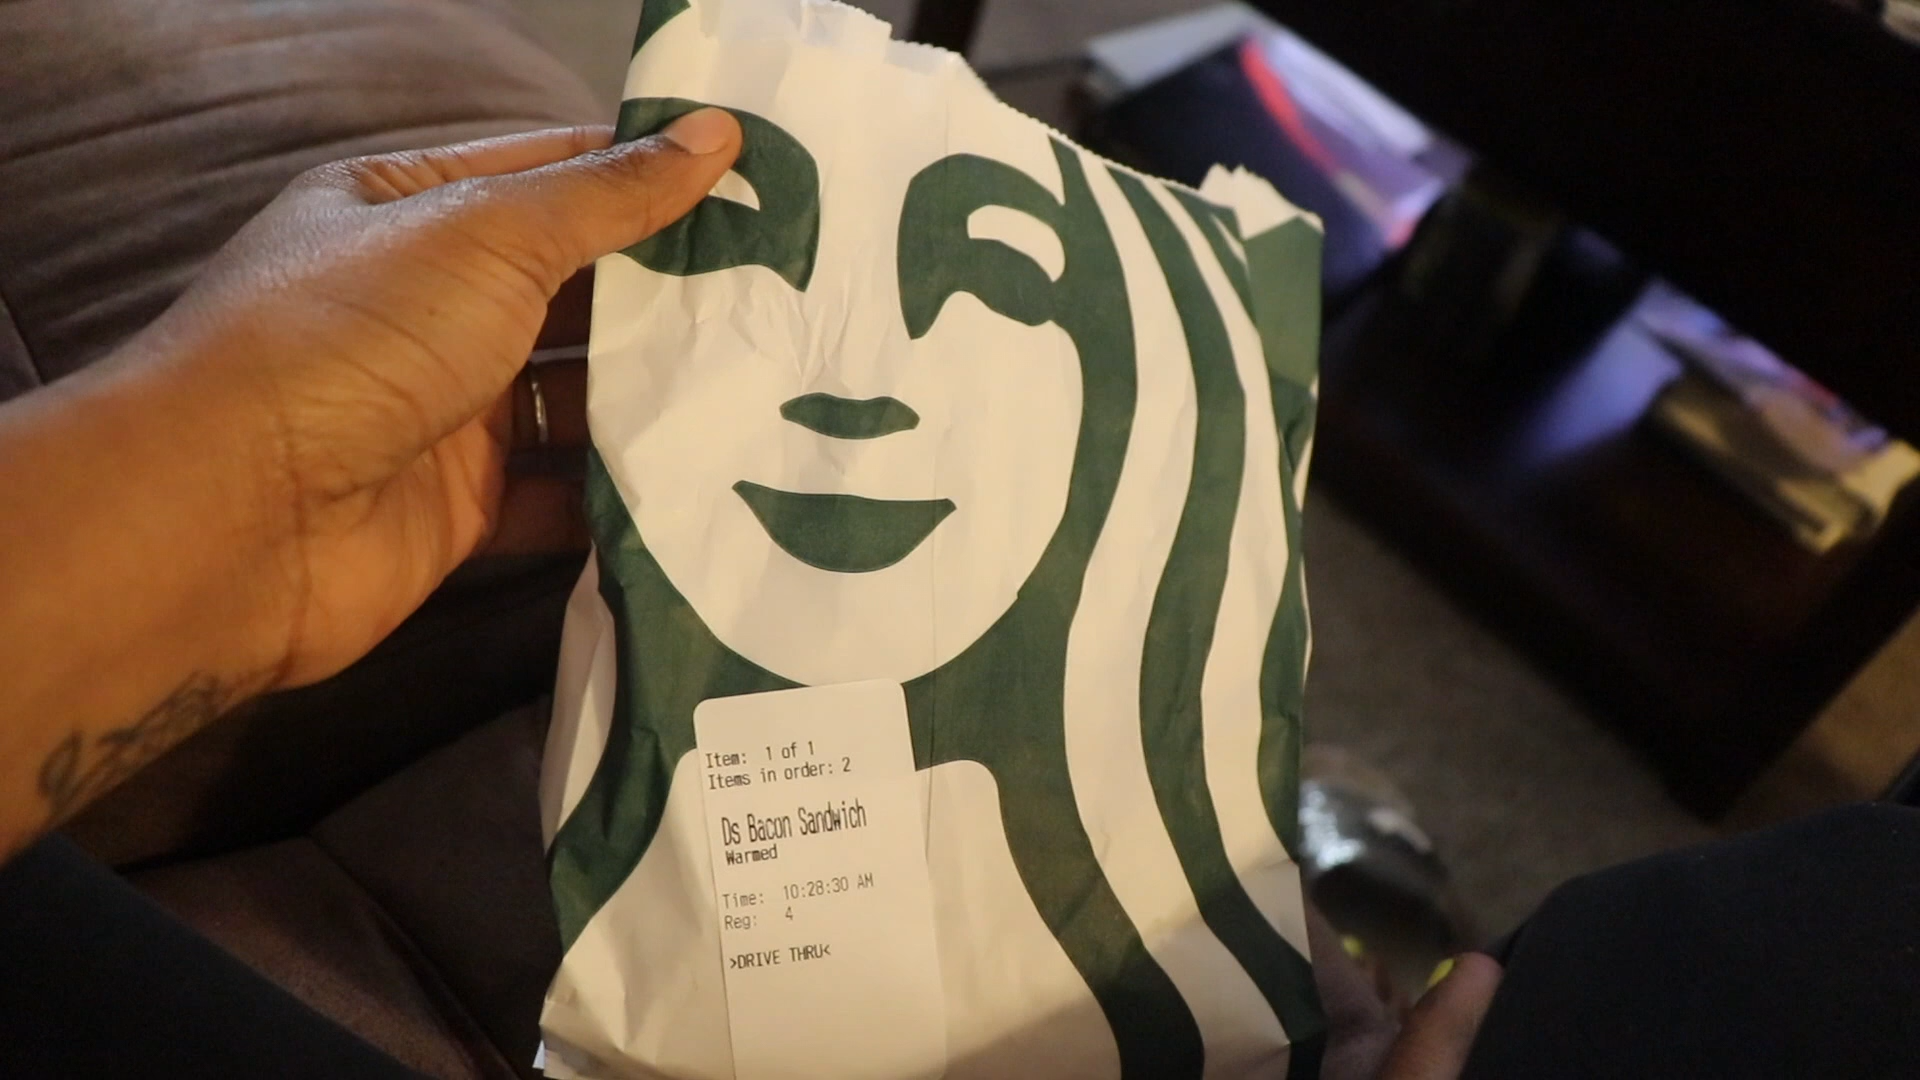 Item: 1 of 1
Items in order: 2
Ds Bacon Sandwich
Warmed
Time: 10:28:30 AM
Reg: 4
>DRIVE THRU<